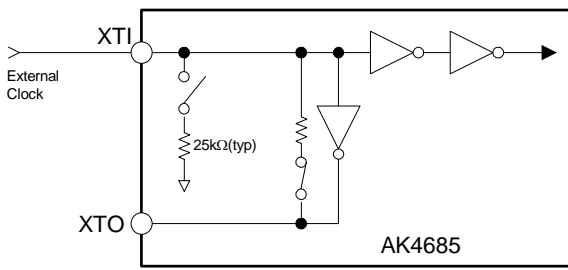 XTI
External
Clock
25kΩ(typ)
XTO
AK4685